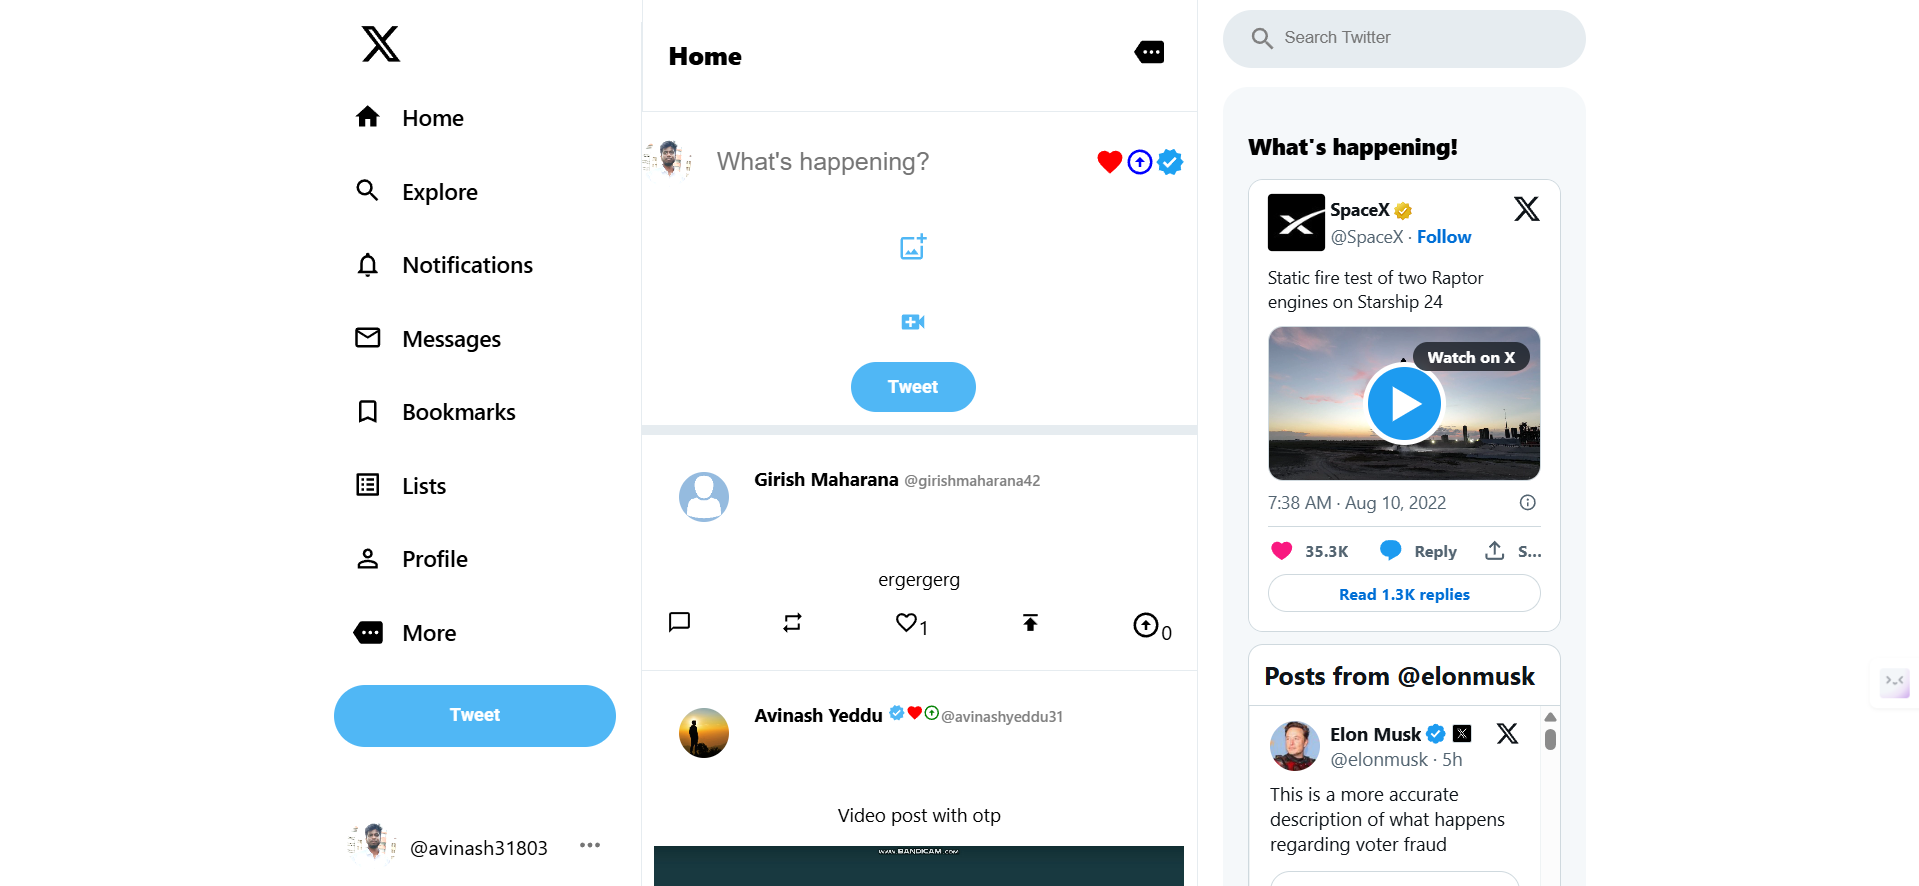 Home
Explore
Notifications
Messages
Bookmarks
Lists
Profile
More
Tweet
@avinash31803
Home
What's happening?
Tweet
Girish Maharana @girishmaharana42
ergergerg
1
0
Avinash Yeddu @avinashyeddu31
Video post with otp
www.BANDICAM.com
Search Twitter
What's happening!
SpaceX
@SpaceX · Follow
Static fire test of two Raptor
engines on Starship 24
Watch on X
7:38 AM · Aug 10, 2022
35.3K Reply S...
Read 1.3K replies
Posts from @elonmusk
Elon Musk
@elonmusk · 5h
This is a more accurate
description of what happens
regarding voter fraud